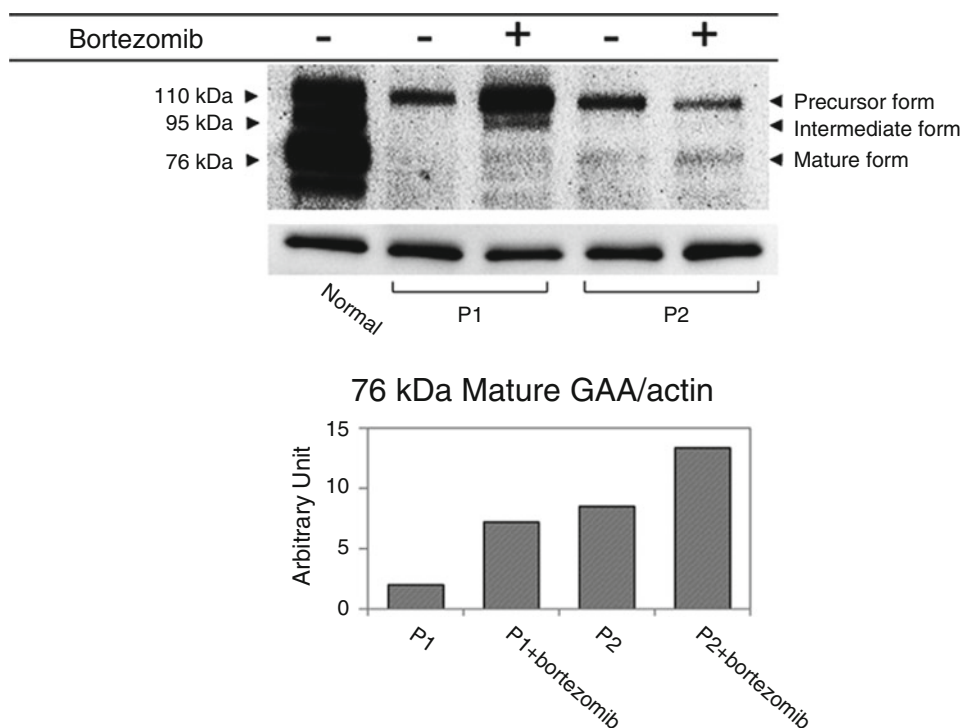 Bortezomib - - + - +
110 kDa ► ◄ Precursor form
95 kDa ► ◄ Intermediate form
76 kDa ► ◄ Mature form
Normal P1 P2
76 kDa Mature GAA/actin
Arbitrary Unit
15
10
5
0
P1 P1+bortezomib P2 P2+bortezomib